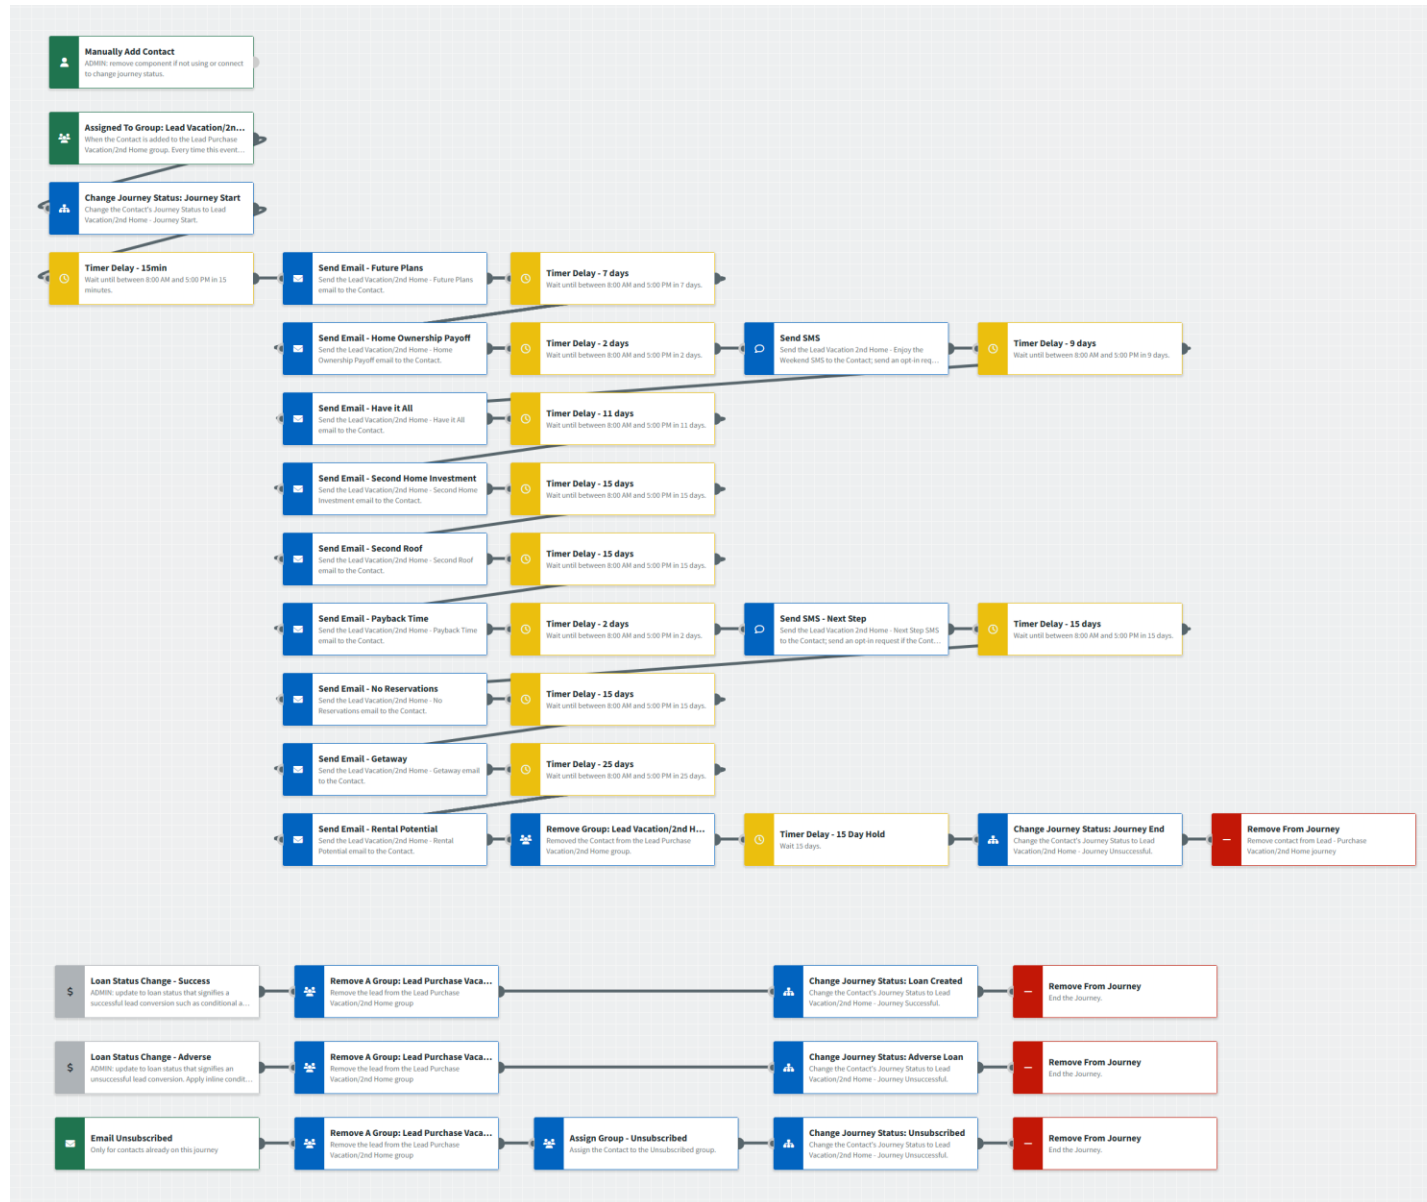 Manually Add Contact
ADMIN: remove component if not using or connect
to change journey status.
Assigned To Group: Lead Vacation/2n...
When the Contact is added to the Lead Purchase
Vacation/2nd Home group. Every time this event...
Change Journey Status: Journey Start
Change the Contact's Journey Status to Lead
Vacation/2nd Home - Journey Start.
Timer Delay - 15min
Wait until between 8:00 AM and 5:00 PM in 15
minutes.
Send Email - Future Plans
Send the Lead Vacation/2nd Home - Future Plans
email to the Contact.
Timer Delay - 7 days
Wait until between 8:00 AM and 5:00 PM in 7 days.
Send Email - Home Ownership Payoff
Send the Lead Vacation/2nd Home - Home
Ownership Payoff email to the Contact.
Timer Delay - 2 days
Wait until between 8:00 AM and 5:00 PM in 2 days.
Send SMS
Send the Lead Vacation 2nd Home - Enjoy the
Weekend SMS to the Contact; send an opt-in req...
Timer Delay - 9 days
Wait until between 8:00 AM and 5:00 PM in 9 days.
Send Email - Have it All
Send the Lead Vacation/2nd Home - Have it All
email to the Contact.
Timer Delay - 11 days
Wait until between 8:00 AM and 5:00 PM in 11 days.
Send Email - Second Home Investment
Send the Lead Vacation/2nd Home - Second Home
Investment email to the Contact.
Timer Delay - 15 days
Wait until between 8:00 AM and 5:00 PM in 15 days.
Send Email - Second Roof
Send the Lead Vacation/2nd Home - Second Roof
email to the Contact.
Timer Delay - 15 days
Wait until between 8:00 AM and 5:00 PM in 15 days.
Send Email - Payback Time
Send the Lead Vacation/2nd Home - Payback Time
email to the Contact.
Timer Delay - 2 days
Wait until between 8:00 AM and 5:00 PM in 2 days.
Send SMS - Next Step
Send the Lead Vacation 2nd Home - Next Step SMS
to the Contact; send an opt-in request if the Cont...
Timer Delay - 15 days
Wait until between 8:00 AM and 5:00 PM in 15 days.
Send Email - No Reservations
Send the Lead Vacation/2nd Home - No
Reservations email to the Contact.
Timer Delay - 15 days
Wait until between 8:00 AM and 5:00 PM in 15 days.
Send Email - Getaway
Send the Lead Vacation/2nd Home - Getaway email
to the Contact.
Timer Delay - 25 days
Wait until between 8:00 AM and 5:00 PM in 25 days.
Send Email - Rental Potential
Send the Lead Vacation/2nd Home - Rental
Potential email to the Contact.
Remove Group: Lead Vacation/2nd H...
Removed the Contact from the Lead Purchase
Vacation/2nd Home group.
Timer Delay - 15 Day Hold
Wait 15 days.
Change Journey Status: Journey End
Change the Contact's Journey Status to Lead
Vacation/2nd Home - Journey Unsuccessful.
Remove From Journey
Remove contact from Lead - Purchase
Vacation/2nd Home journey
Loan Status Change - Success
ADMIN: update to loan status that signifies a
successful lead conversion such as conditional a...
Remove A Group: Lead Purchase Vaca...
Remove the lead from the Lead Purchase
Vacation/2nd Home group
Change Journey Status: Loan Created
Change the Contact's Journey Status to Lead
Vacation/2nd Home - Journey Successful.
Remove From Journey
End the Journey.
Loan Status Change - Adverse
ADMIN: update to loan status that signifies an
unsuccessful lead conversion. Apply inline condit...
Remove A Group: Lead Purchase Vaca...
Remove the lead from the Lead Purchase
Vacation/2nd Home group
Change Journey Status: Adverse Loan
Change the Contact's Journey Status to Lead
Vacation/2nd Home - Journey Unsuccessful.
Remove From Journey
End the Journey.
Email Unsubscribed
Only for contacts already on this journey
Remove A Group: Lead Purchase Vaca...
Remove the lead from the Lead Purchase
Vacation/2nd Home group
Assign Group - Unsubscribed
Assign the Contact to the Unsubscribed group.
Change Journey Status: Unsubscribed
Change the Contact's Journey Status to Lead
Vacation/2nd Home - Journey Unsuccessful.
Remove From Journey
End the Journey.